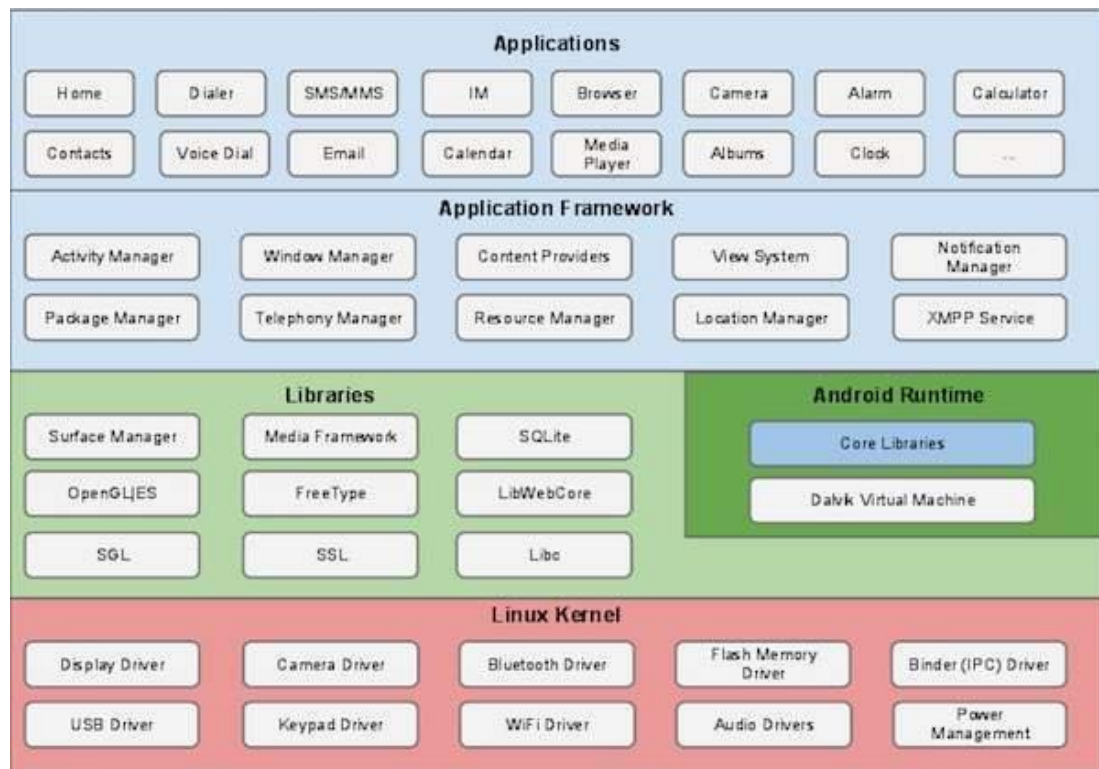 Applications
Home
Dialer
SMS/MMS
IM
Browser
Camera
Alarm
Calculator
Contacts
Voice Dial
Email
Calendar
Media
Player
Albums
Clock
...
Application Framework
Activity Manager
Window Manager
Content Providers
View System
Notification
Manager
Package Manager
Telephony Manager
Resource Manager
Location Manager
XMPP Service
Libraries
Surface Manager
Media Framework
SQLite
OpenGL|ES
FreeType
LibWebCore
SGL
SSL
Libc
Android Runtime
Core Libraries
Dalvik Virtual Machine
Linux Kernel
Display Driver
Camera Driver
Bluetooth Driver
Flash Memory
Driver
Binder (IPC) Driver
USB Driver
Keypad Driver
WiFi Driver
Audio Drivers
Power
Management